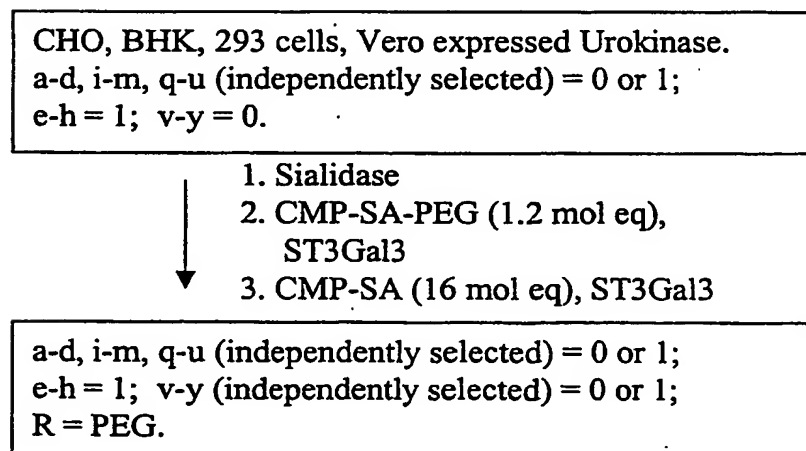 CHO, BHK, 293 cells, Vero expressed Urokinase.
a-d, i-m, q-u (independently selected) = 0 or 1;
e-h = 1; v-y = 0.
1. Sialidase
2. CMP-SA-PEG (1.2 mol eq),
ST3Gal3
3. CMP-SA (16 mol eq), ST3Gal3
a-d, i-m, q-u (independently selected) = 0 or 1;
e-h = 1; v-y (independently selected) = 0 or 1;
R = PEG.